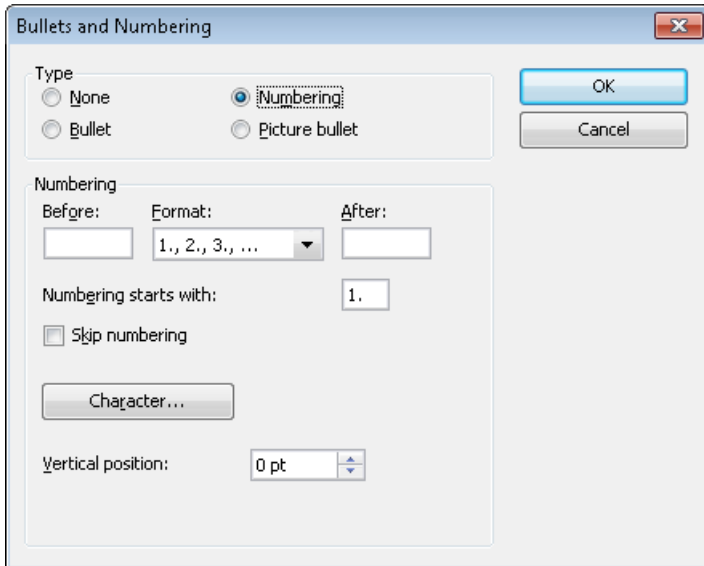 Bullets and Numbering
Type
None
Numbering
Bullet
Picture bullet
OK
Cancel
Numbering
Before: Format: After:
1., 2., 3., ...
Numbering starts with: 1.
Skip numbering
Character...
Vertical position: 0 pt